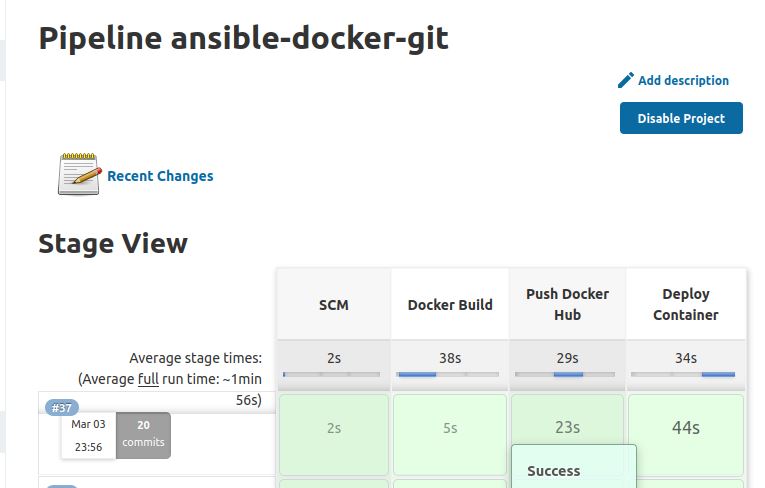 Pipeline ansible-docker-git
Add description
Disable Project
Recent Changes
Stage View
SCM
Docker Build
Push Docker
Hub
Deploy
Container
Average stage times:
(Average full run time: ~1min
56s)
2s
38s
29s
34s
#37
Mar 03
23:56
20
commits
2s
5s
23s
44s
Success